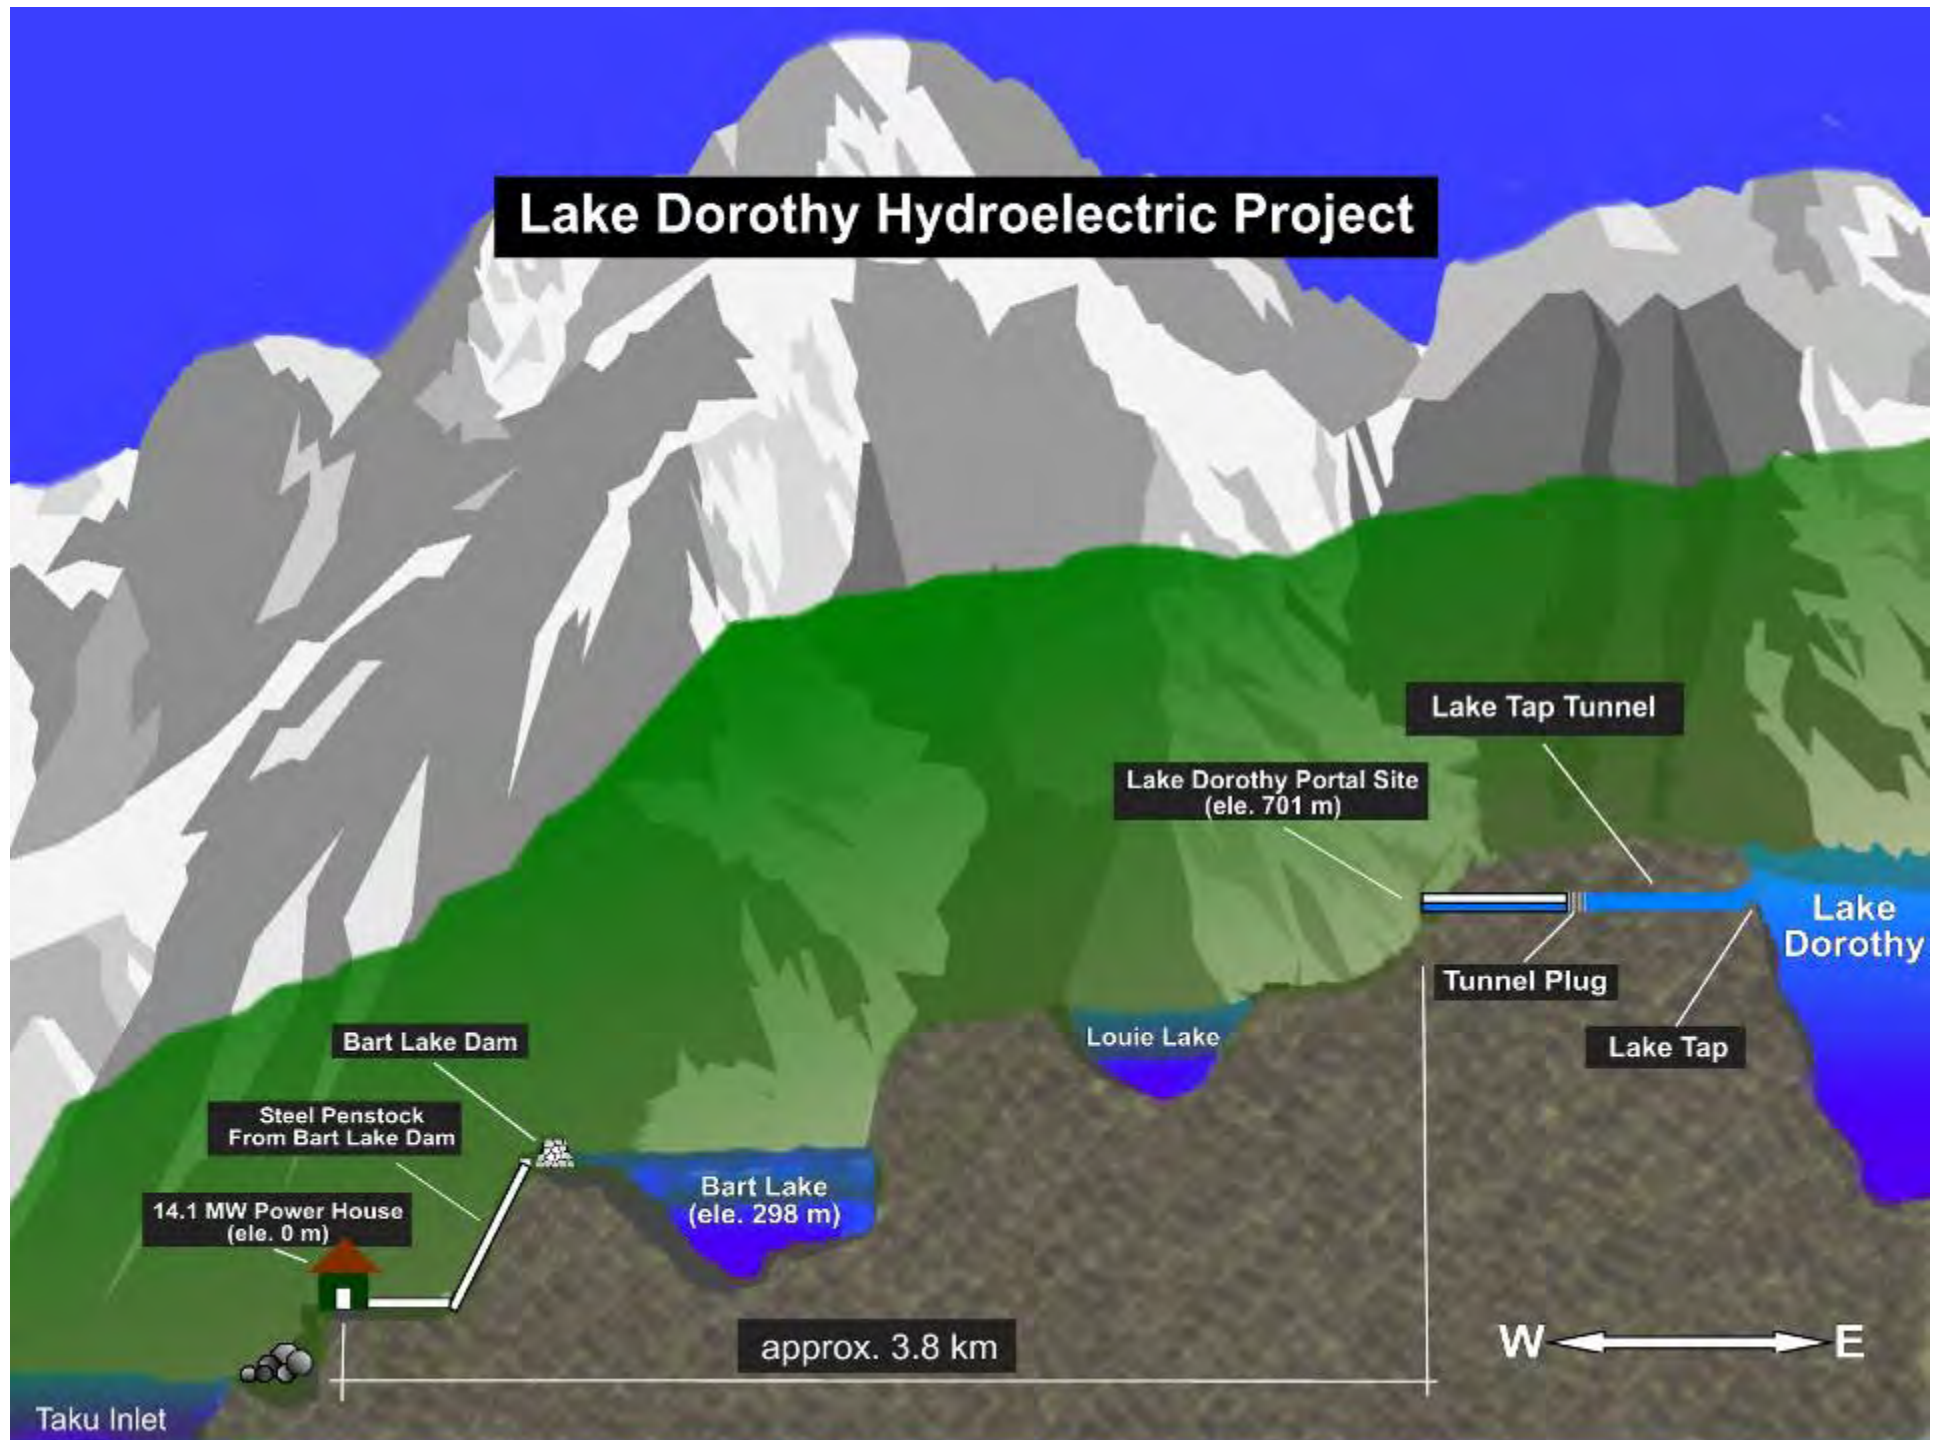 Lake Dorothy Hydroelectric Project
Lake Tap Tunnel
Lake Dorothy Portal Site
(ele. 701 m)
Lake
Dorothy
Tunnel Plug
Lake Tap
Louie Lake
Bart Lake Dam
Steel Penstock
From Bart Lake Dam
Bart Lake
(ele. 298 m)
14.1 MW Power House
(ele. 0 m)
approx. 3.8 km
W E
Taku Inlet